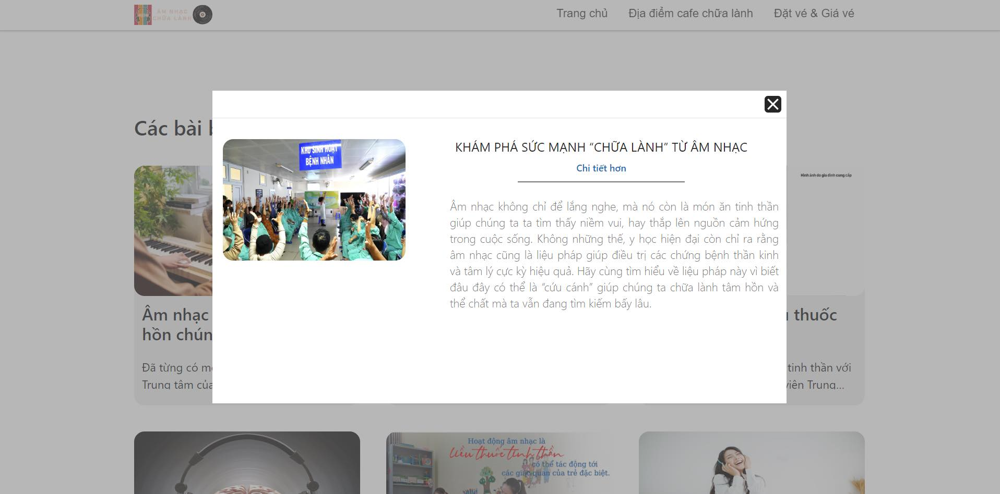 ÂM NHẠC
CHỮA LÀNH
Trang chủ
Địa điểm cafe chữa lành
Đặt vé & Giá vé
Các bài
KHU SINH HOẠT
BỆNH NHÂN
KHÁM PHÁ SỨC MẠNH “CHỮA LÀNH” TỪ ÂM NHẠC
Chi tiết hơn
Âm nhạc không chỉ để lắng nghe, mà nó còn là món ăn tinh thần
giúp chúng ta ta tìm thấy niềm vui, hay thắp lên nguồn cảm hứng
trong cuộc sống. Không những thế, y học hiện đại còn chỉ ra rằng
âm nhạc cũng là liệu pháp giúp điều trị các chứng bệnh thần kinh
và tâm lý cực kỳ hiệu quả. Hãy cùng tìm hiểu về liệu pháp này vì biết
đâu đây có thể là “cứu cánh” giúp chúng ta chữa lành tâm hồn và
thể chất mà ta vẫn đang tìm kiếm bấy lâu.
Hình ảnh do gia đình cung cấp
Âm nhạc
hồn chún
Đã từng có
Trung tâm của
thuốc
tinh thần với
viên Trung...
Hoạt động âm nhạc là
liều thuốc tinh thần
có thể tác động tới
các giác quan của trẻ đặc biệt.